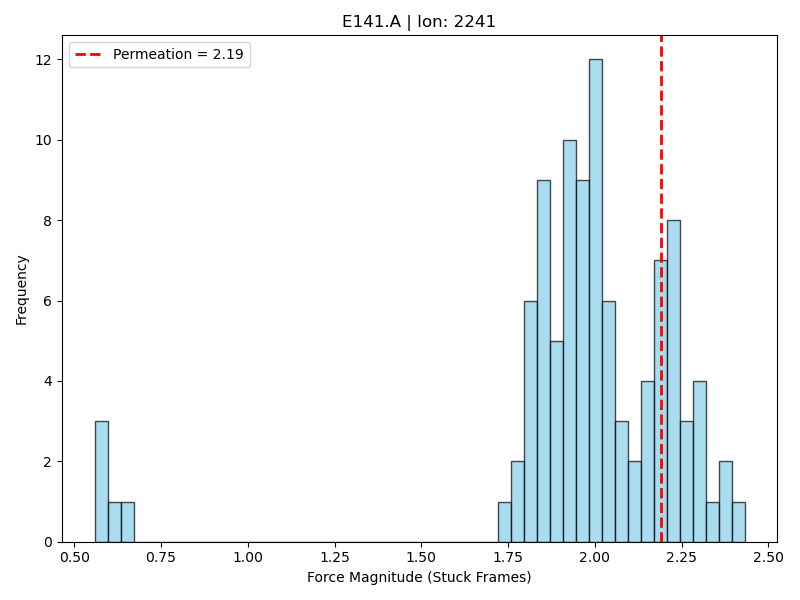 E141.A | Ion: 2241
Permeation = 2.19
Frequency
12
10
8
6
4
2
0
0.50 0.75 1.00 1.25 1.50 1.75 2.00 2.25 2.50
Force Magnitude (Stuck Frames)